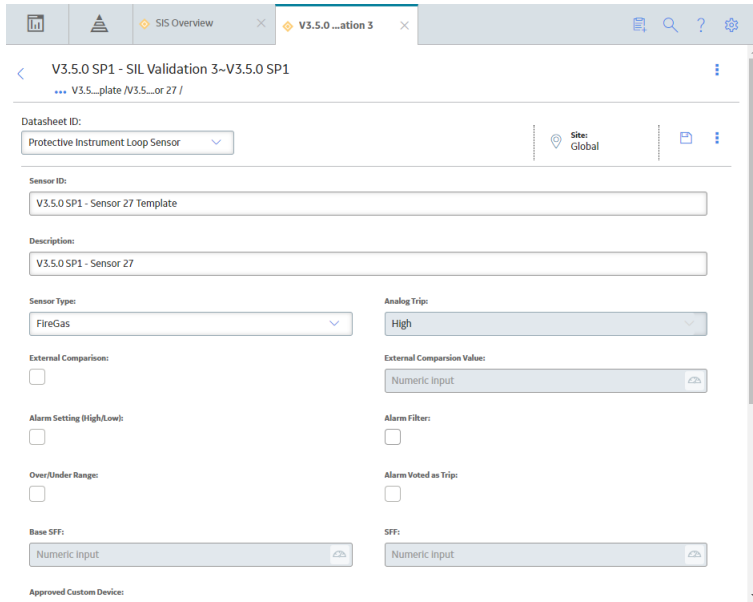 SIS Overview
V3.5.0 ...ation 3
V3.5.0 SP1 - SIL Validation 3~V3.5.0 SP1
V3.5....plate /V3.5....or 27 /
Datasheet ID:
Protective Instrument Loop Sensor
Site:
Global
Sensor ID:
V3.5.0 SP1 - Sensor 27 Template
Description:
V3.5.0 SP1 - Sensor 27
Sensor Type:
Analog Trip:
FireGas
High
External Comparison:
External Comparsion Value:
Numeric input
Alarm Setting (High/Low):
Alarm Filter:
Over/Under Range:
Alarm Voted as Trip:
Base SFF:
SFF:
Numeric input
Numeric input
Approved Custom Device: